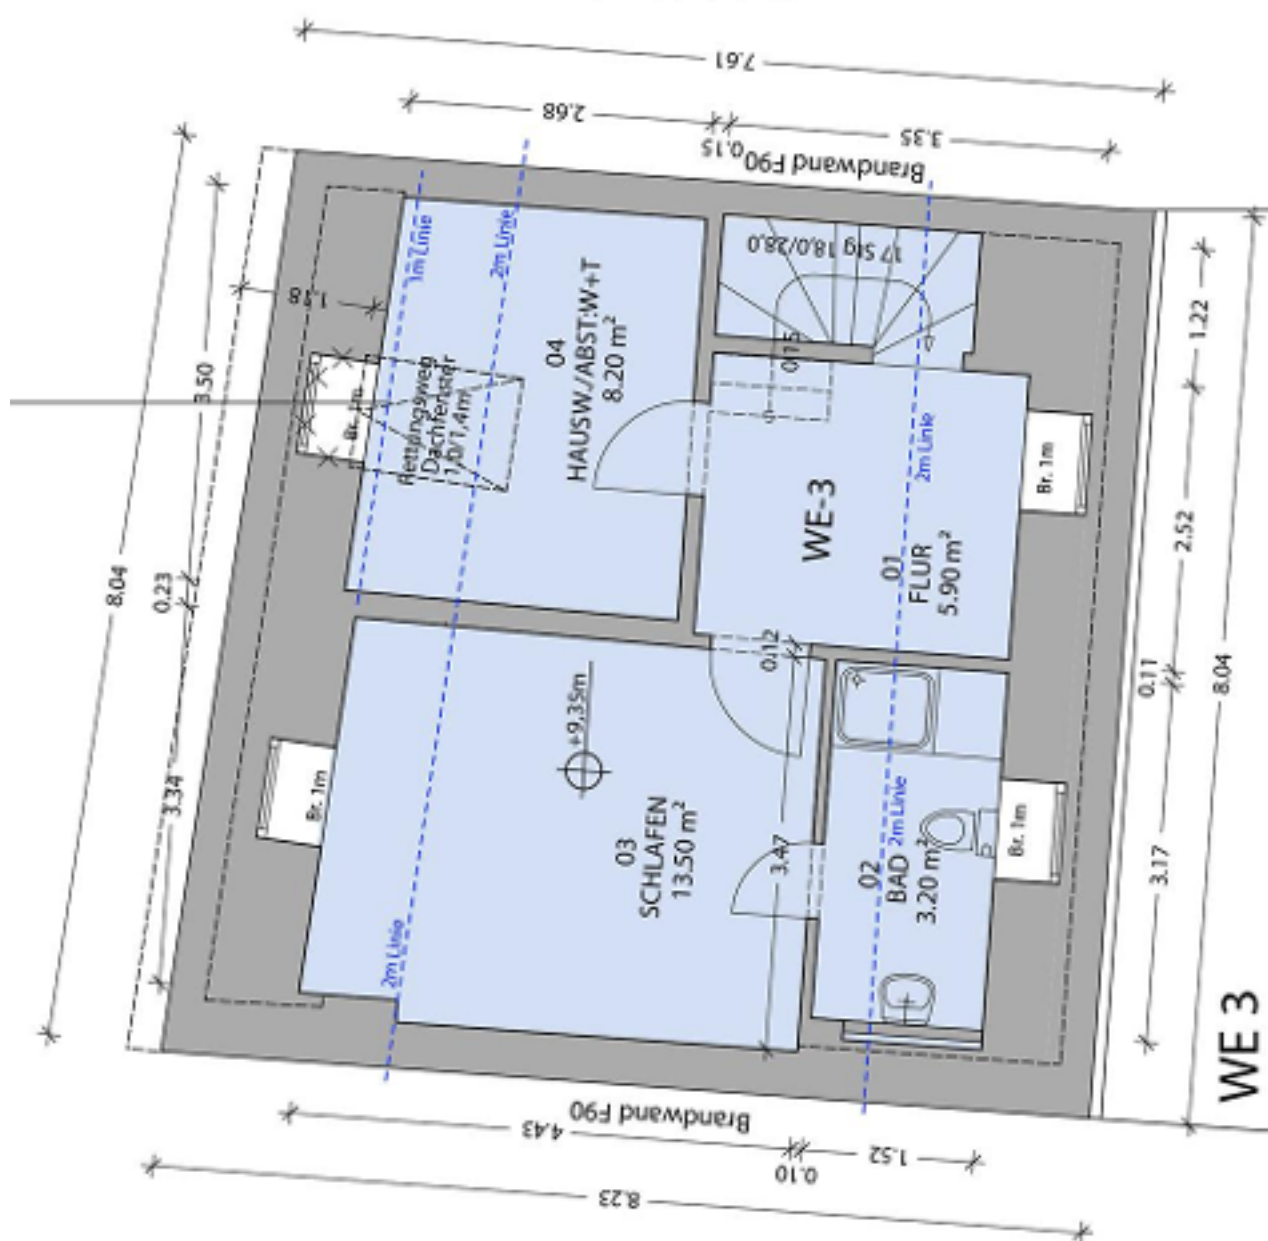 7.61
2.68
0.15
3.35
Brandwand F90
8.04
3.50
1.18
0.23
3.34
1m Linie
2m Linie
17 Stg 18,0/28,0
0.15
Br. 1m
Rettungsweg
Dachfenster
1,0/1,4m
04
HAUSW./ABST.W+T
8.20 m²
WE-3
01
FLUR
5.90 m²
2m Linie
Br. 1m
1.22
2.52
0.11
8.04
3.17
0.12
+9,35m
03
SCHLAFEN
13.50 m²
3.47
02
BAD
3.20 m²
2m Linie
Br. 1m
Br. 1m
2m Linie
Brandwand F90
4.43
0.10
1.52
8.23
WE 3